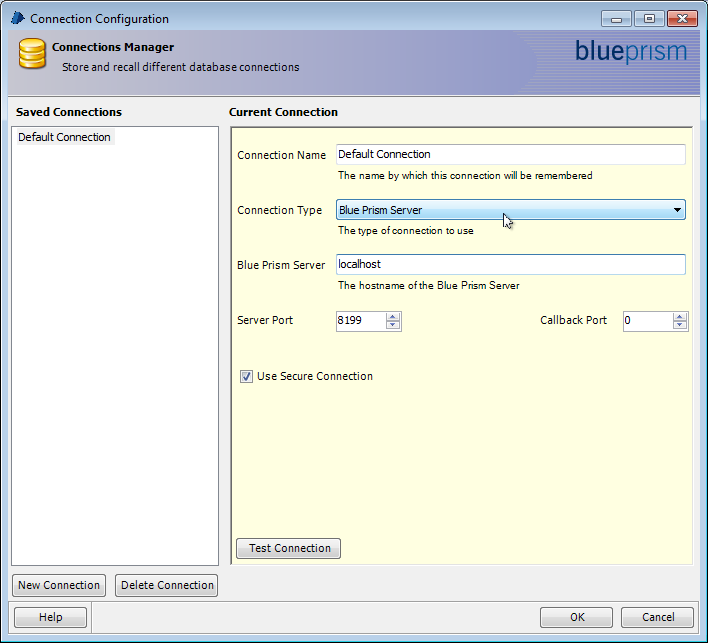 Connection Configuration
Connections Manager
Store and recall different database connections
blueprism
Saved Connections
Default Connection
Current Connection
Connection Name Default Connection
The name by which this connection will be remembered
Connection Type Blue Prism Server
The type of connection to use
Blue Prism Server localhost
The hostname of the Blue Prism Server
Server Port 8199 Callback Port 0
Use Secure Connection
Test Connection
New Connection Delete Connection
Help OK Cancel